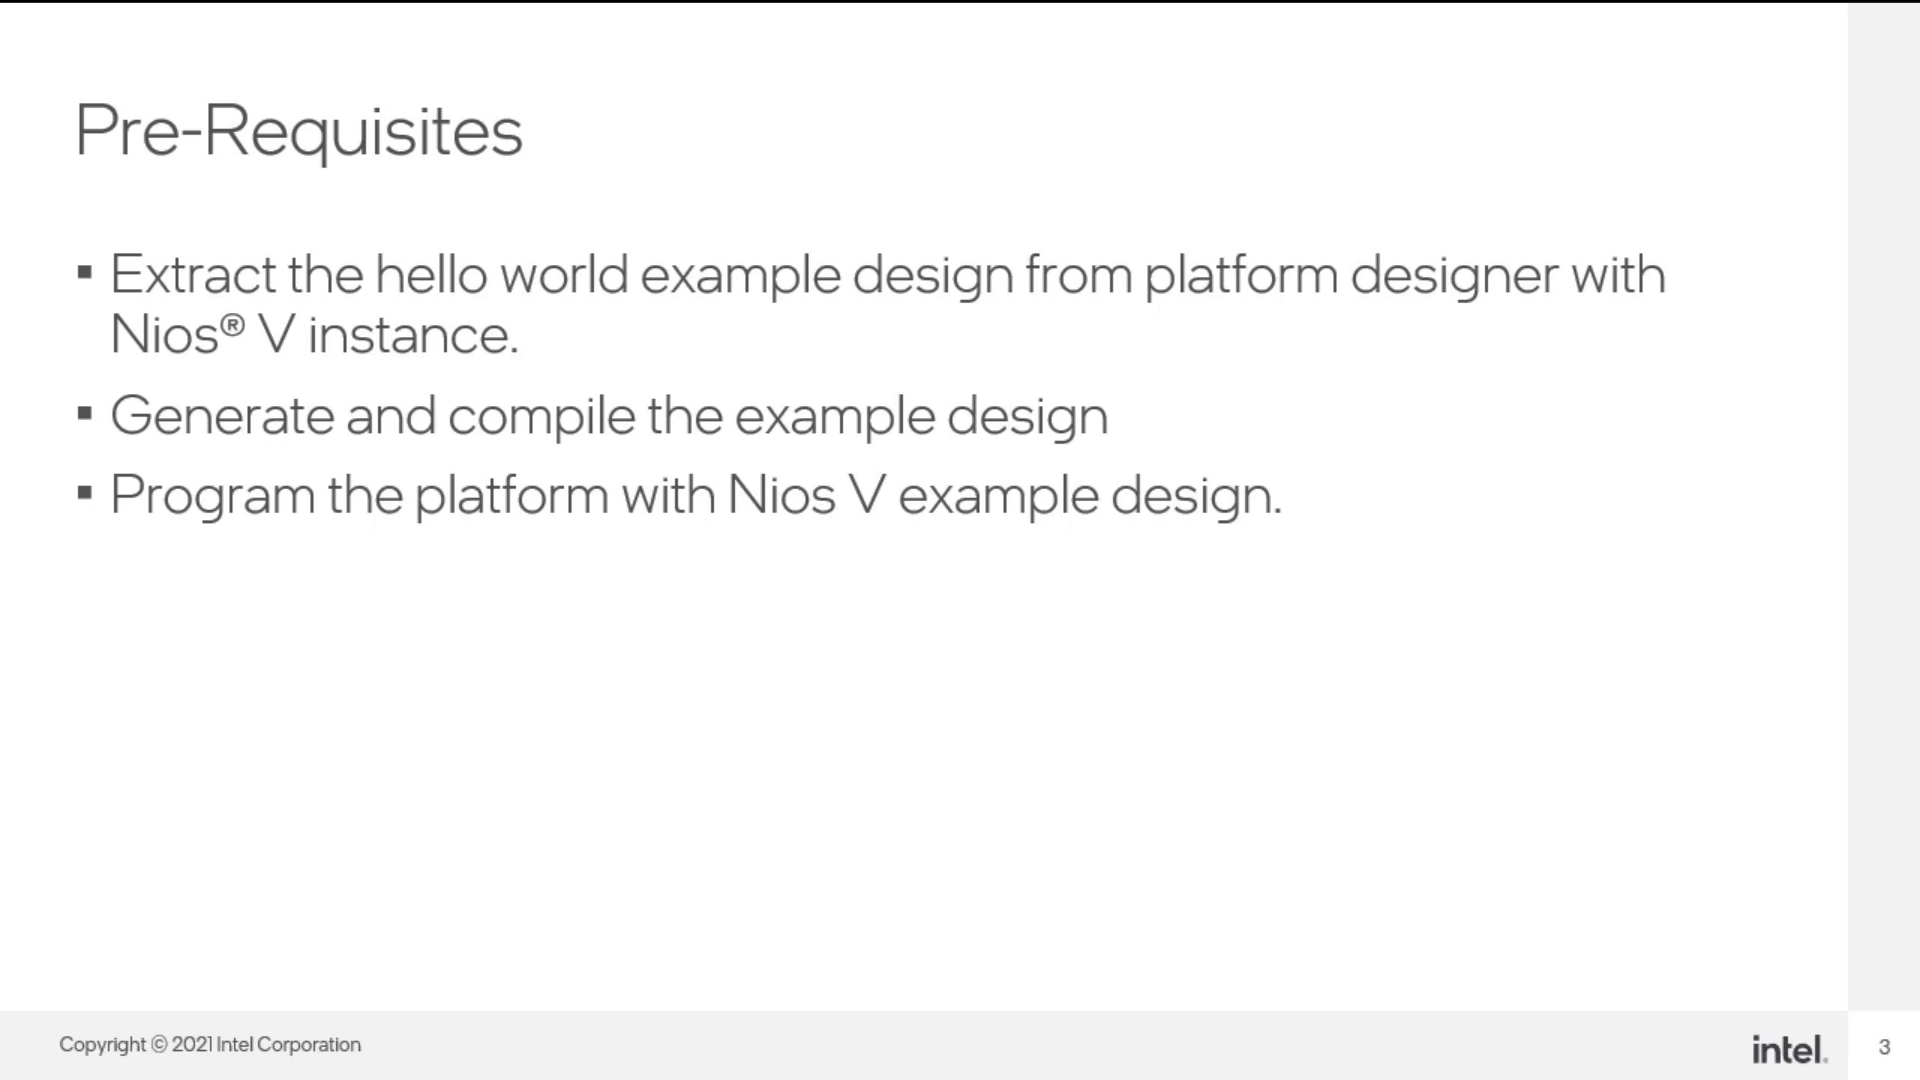 Pre-Requisites
▪ Extract the hello world example design from platform designer with
Nios® V instance.
▪ Generate and compile the example design
▪ Program the platform with Nios V example design.
Copyright © 2021 Intel Corporation
intel.
3